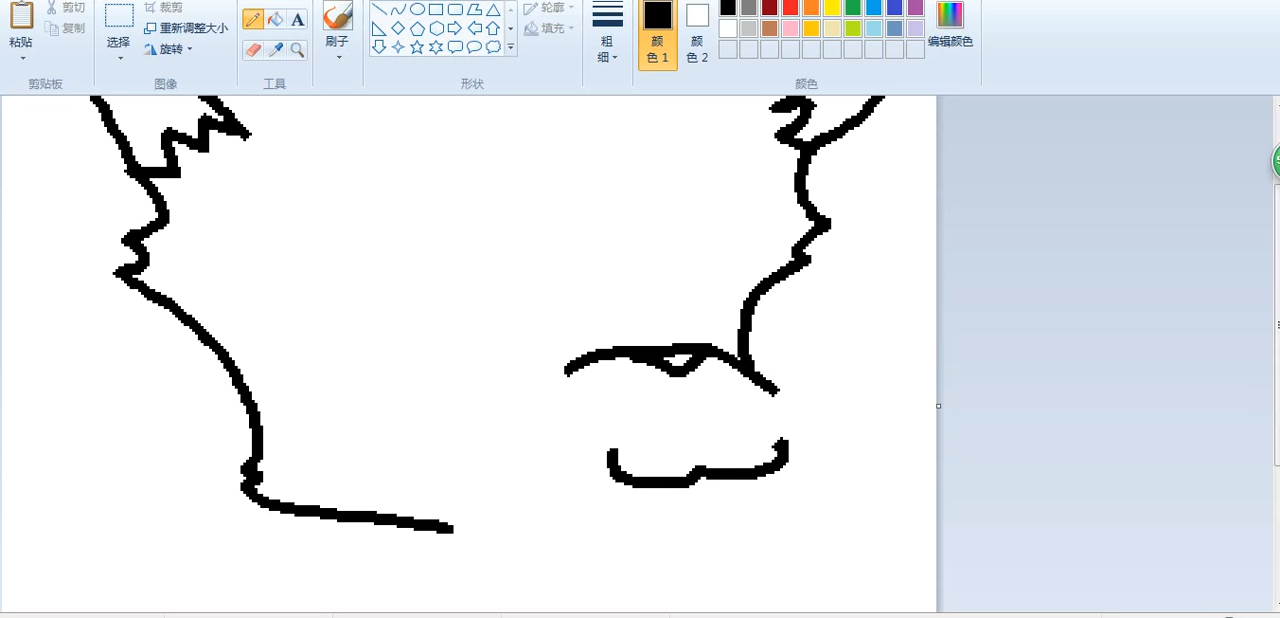 剪切 裁剪 轮廓
复制 重新调整大小 填充
粘贴 选择 旋转 A 刷子 粗细 颜色 1 颜色 2 编辑颜色
剪贴板 图像 工具 形状 颜色